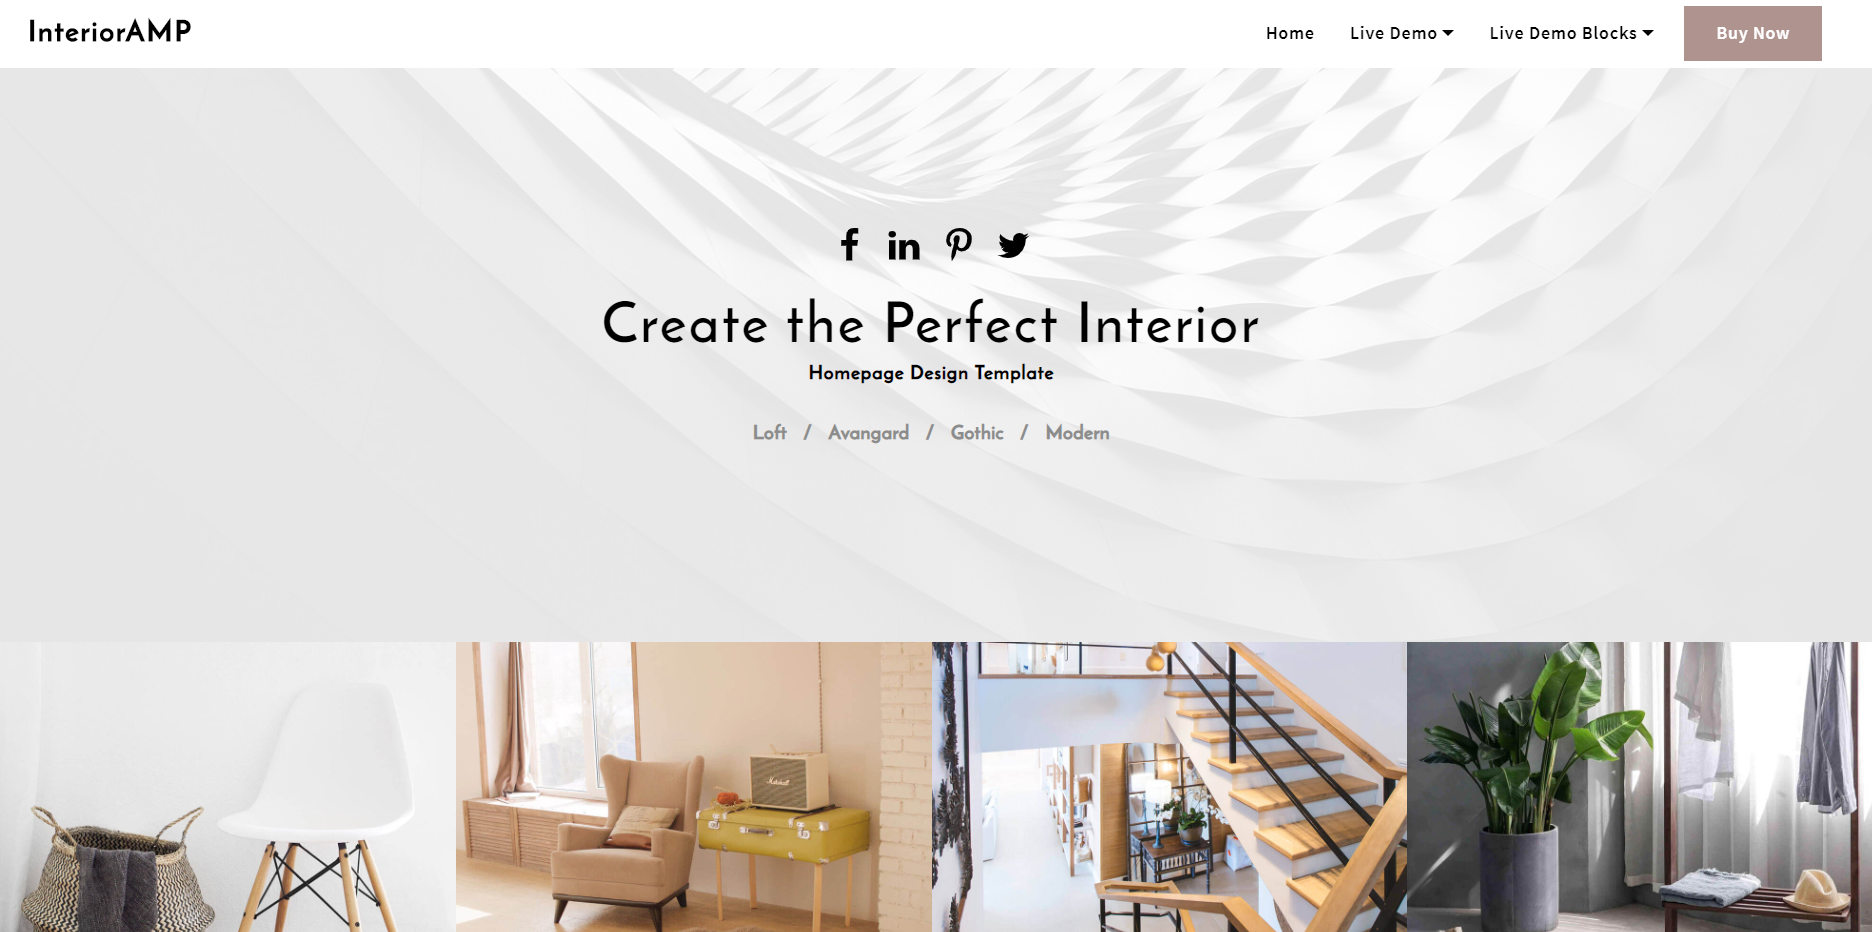 InteriorAMP
Home Live Demo Live Demo Blocks Buy Now
Create the Perfect Interior
Homepage Design Template
Loft / Avangard / Gothic / Modern
Marshall